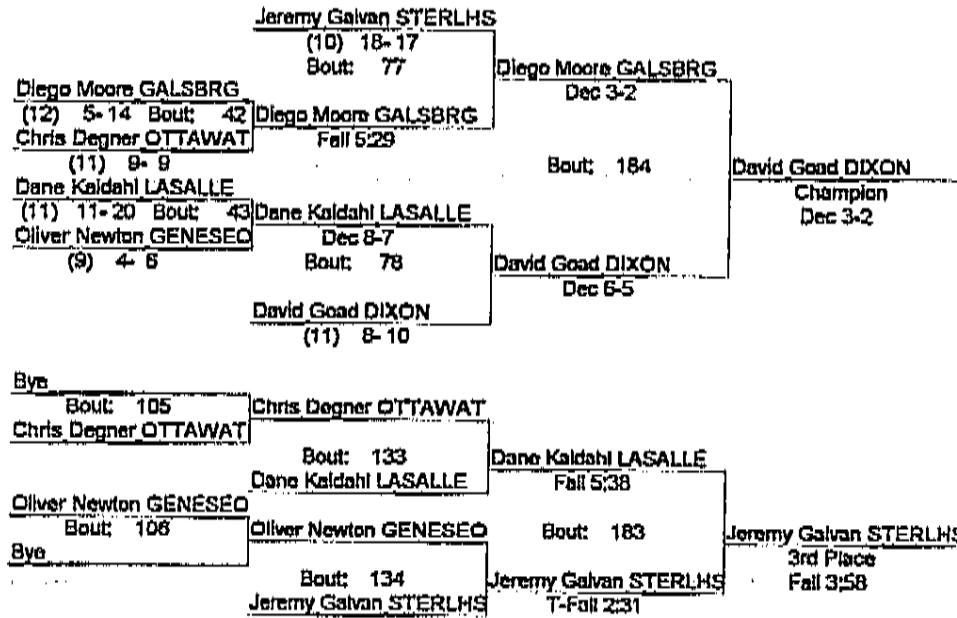 Jeremy Galvan STERLHS
(10) 18-17
Bout: 77
Diego Moore GALSBRG
Dec 3-2
Diego Moore GALSBRG
(12) 5-14 Bout: 42
Diego Moore GALSBRG
Fall 5:29
Chris Degner OTTAWAT
(11) 9-9
Bout: 184
David Goad DIXON
Champion
Dec 3-2
Dane Kaldahl LASALLE
(11) 11-20 Bout: 43
Dane Kaldahl LASALLE
Dec 8-7
Bout: 78
Oliver Newton GENESEO
(9) 4-6
David Goad DIXON
Dec 6-5
David Goad DIXON
(11) 8-10
Bye
Bout: 105
Chris Degner OTTAWAT
Chris Degner OTTAWAT
Bout: 133
Dane Kaldahl LASALLE
Dane Kaldahl LASALLE
Fall 5:38
Oliver Newton GENESEO
Bout: 106
Bye
Oliver Newton GENESEO
Bout: 183
Jeremy Galvan STERLHS
3rd Place
Fall 3:58
Bout: 134
Jeremy Galvan STERLHS
Jeremy Galvan STERLHS
T-Fall 2:31